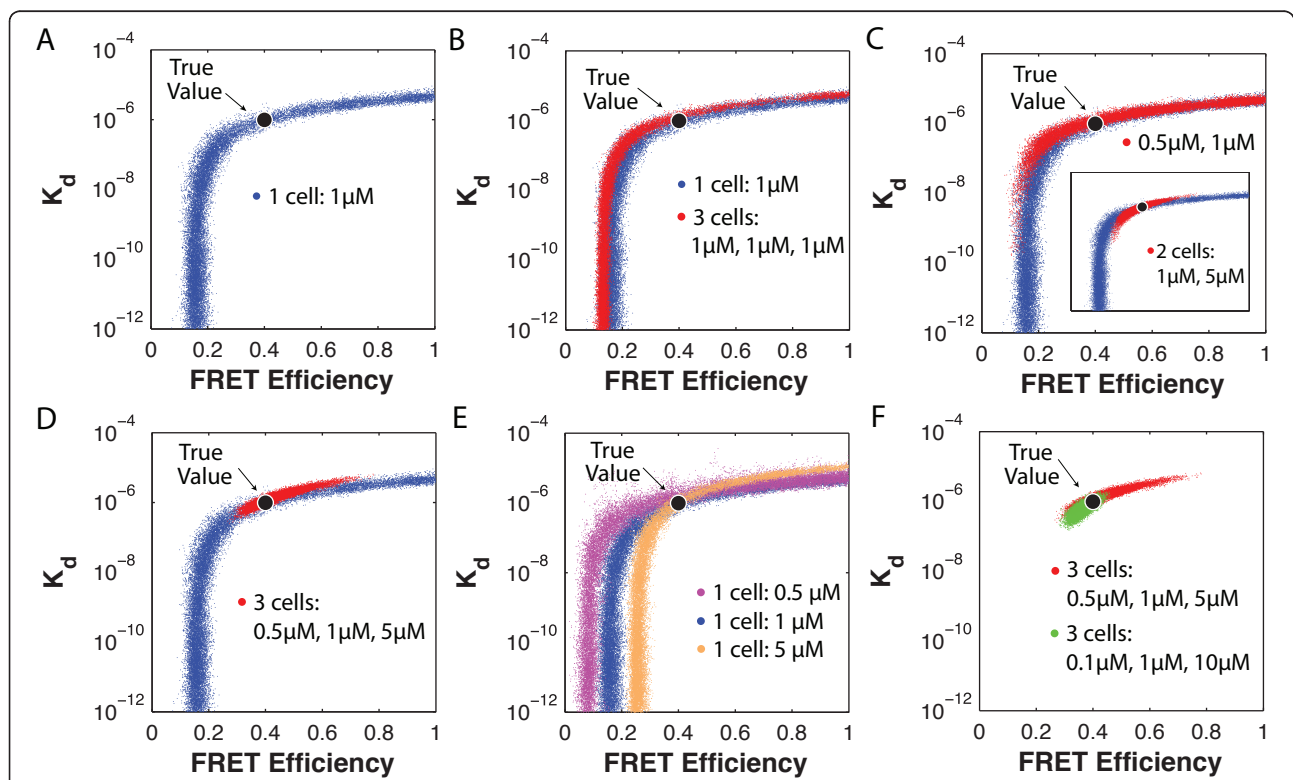 A
10⁻⁴
10⁻⁶
10⁻⁸
10⁻¹⁰
10⁻¹²
K_d
True
Value
1 cell: 1μM
0 0.2 0.4 0.6 0.8 1
FRET Efficiency
B
10⁻⁴
10⁻⁶
10⁻⁸
10⁻¹⁰
10⁻¹²
K_d
True
Value
1 cell: 1μM
3 cells:
1μM, 1μM, 1μM
0 0.2 0.4 0.6 0.8 1
FRET Efficiency
C
10⁻⁴
10⁻⁶
10⁻⁸
10⁻¹⁰
10⁻¹²
K_d
True
Value
0.5μM, 1μM
2 cells:
1μM, 5μM
0 0.2 0.4 0.6 0.8 1
FRET Efficiency
D
10⁻⁴
10⁻⁶
10⁻⁸
10⁻¹⁰
10⁻¹²
K_d
True
Value
3 cells:
0.5μM, 1μM, 5μM
0 0.2 0.4 0.6 0.8 1
FRET Efficiency
E
10⁻⁴
10⁻⁶
10⁻⁸
10⁻¹⁰
10⁻¹²
K_d
True
Value
1 cell: 0.5 μM
1 cell: 1 μM
1 cell: 5 μM
0 0.2 0.4 0.6 0.8 1
FRET Efficiency
F
10⁻⁴
10⁻⁶
10⁻⁸
10⁻¹⁰
10⁻¹²
K_d
True
Value
3 cells:
0.5μM, 1μM, 5μM
3 cells:
0.1μM, 1μM, 10μM
0 0.2 0.4 0.6 0.8 1
FRET Efficiency